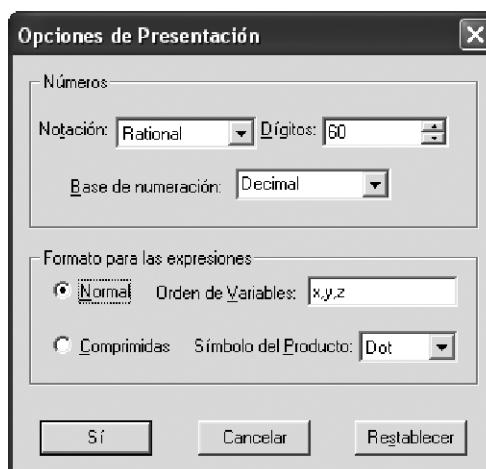 Opciones de Presentación
Números
Notación: Rational Dígitos: 60
Base de numeración: Decimal
Formato para las expresiones
Normal Orden de Variables: x,y,z
Comprimidas Símbolo del Producto: Dot
Sí Cancelar Restablecer